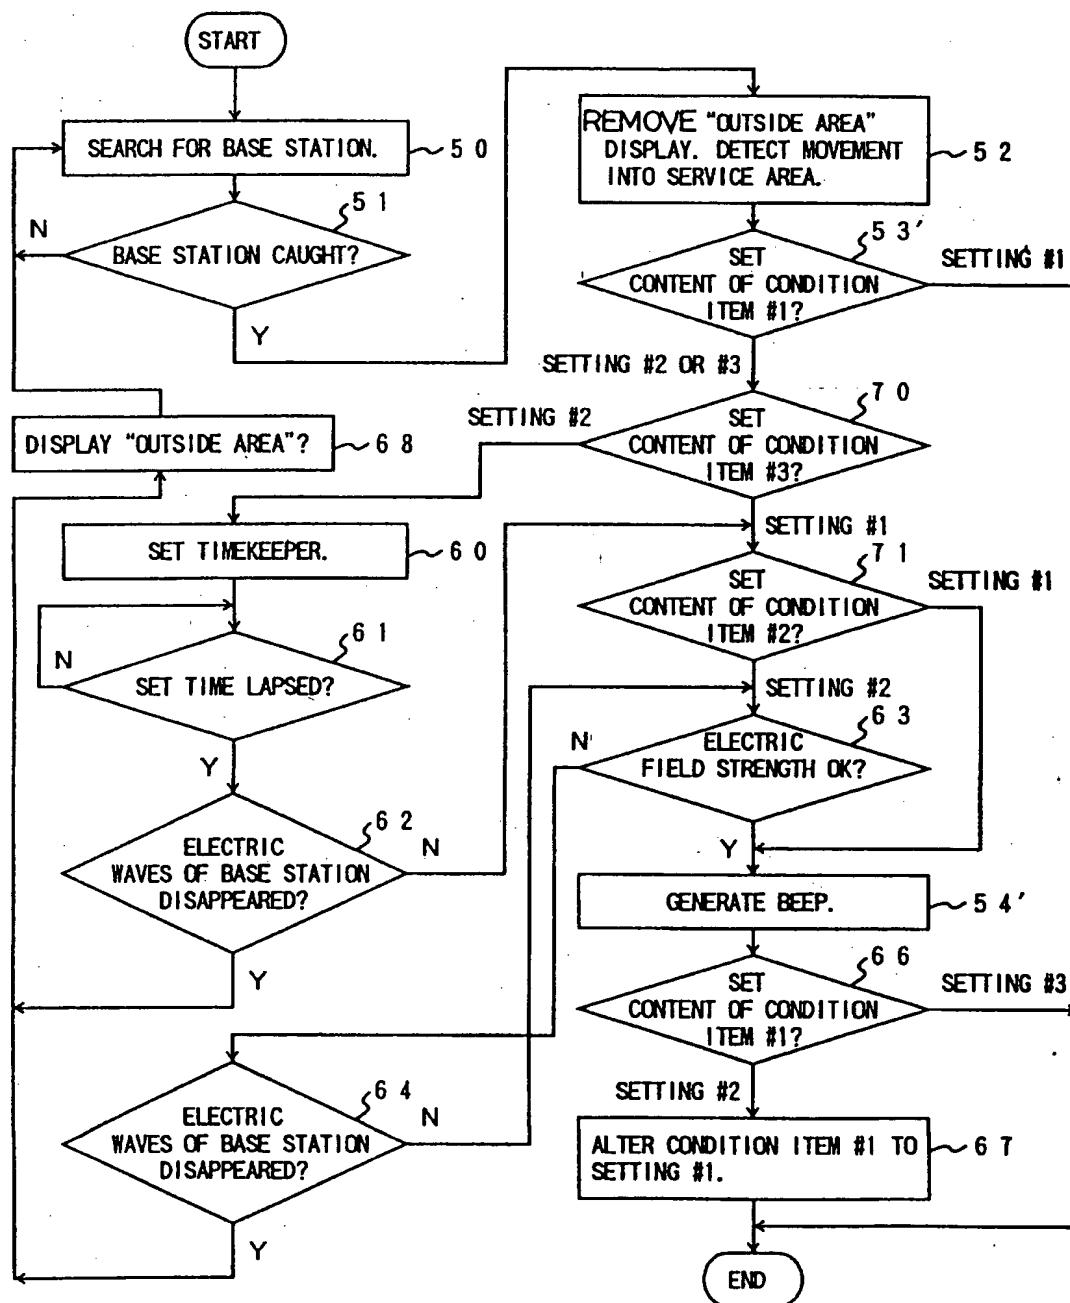 START
SEARCH FOR BASE STATION.
50
51
BASE STATION CAUGHT?
N
Y
REMOVE "OUTSIDE AREA"
DISPLAY. DETECT MOVEMENT
INTO SERVICE AREA.
52
53'
SET
CONTENT OF CONDITION
ITEM #1?
SETTING #1
SETTING #2 OR #3
70
SET
CONTENT OF CONDITION
ITEM #3?
SETTING #2
SETTING #1
DISPLAY "OUTSIDE AREA"?
68
SET TIMEKEEPER.
60
61
SET TIME LAPSED?
N
Y
62
ELECTRIC
WAVES OF BASE STATION
DISAPPEARED?
N
Y
71
SET
CONTENT OF CONDITION
ITEM #2?
SETTING #1
SETTING #2
63
ELECTRIC
FIELD STRENGTH OK?
N
Y
GENERATE BEEP.
54'
66
SET
CONTENT OF CONDITION
ITEM #1?
SETTING #3
SETTING #2
64
ELECTRIC
WAVES OF BASE STATION
DISAPPEARED?
N
Y
ALTER CONDITION ITEM #1 TO
SETTING #1.
67
END